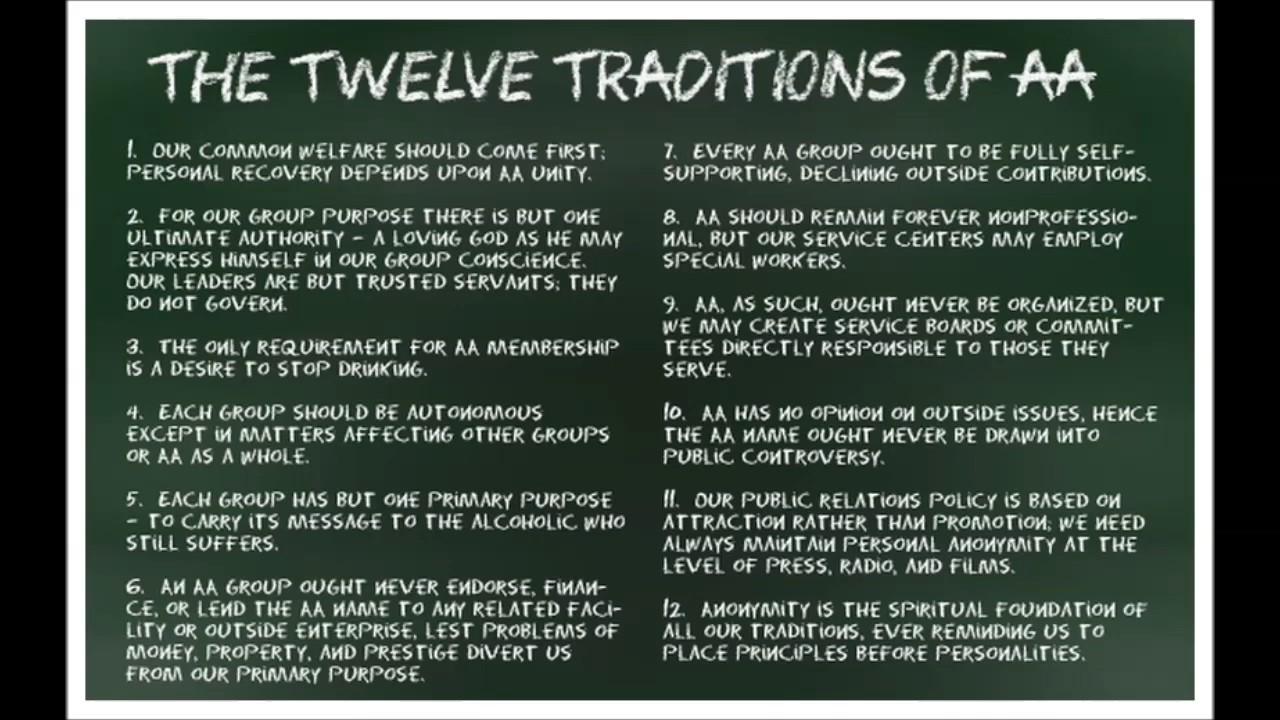 THE TWELVE TRADITIONS OF AA
1. OUR COMMON WELFARE SHOULD COME FIRST;
PERSONAL RECOVERY DEPENDS UPON AA UNITY.
2. FOR OUR GROUP PURPOSE THERE IS BUT ONE
ULTIMATE AUTHORITY - A LOVING GOD AS HE MAY
EXPRESS HIMSELF IN OUR GROUP CONSCIENCE.
OUR LEADERS ARE BUT TRUSTED SERVANTS; THEY
DO NOT GOVERN.
3. THE ONLY REQUIREMENT FOR AA MEMBERSHIP
IS A DESIRE TO STOP DRINKING.
4. EACH GROUP SHOULD BE AUTONOMOUS
EXCEPT IN MATTERS AFFECTING OTHER GROUPS
OR AA AS A WHOLE.
5. EACH GROUP HAS BUT ONE PRIMARY PURPOSE
- TO CARRY ITS MESSAGE TO THE ALCOHOLIC WHO
STILL SUFFERS.
6. AN AA GROUP OUGHT NEVER ENDORSE, FINAN-
CE, OR LEND THE AA NAME TO ANY RELATED FACI-
LITY OR OUTSIDE ENTERPRISE, LEST PROBLEMS OF
MONEY, PROPERTY, AND PRESTIGE DIVERT US
FROM OUR PRIMARY PURPOSE.
7. EVERY AA GROUP OUGHT TO BE FULLY SELF-
SUPPORTING, DECLINING OUTSIDE CONTRIBUTIONS.
8. AA SHOULD REMAIN FOREVER NONPROFESSIO-
NAL, BUT OUR SERVICE CENTERS MAY EMPLOY
SPECIAL WORKERS.
9. AA, AS SUCH, OUGHT NEVER BE ORGANIZED, BUT
WE MAY CREATE SERVICE BOARDS OR COMMIT-
TEES DIRECTLY RESPONSIBLE TO THOSE THEY
SERVE.
10. AA HAS NO OPINION ON OUTSIDE ISSUES, HENCE
THE AA NAME OUGHT NEVER BE DRAWN INTO
PUBLIC CONTROVERSY.
11. OUR PUBLIC RELATIONS POLICY IS BASED ON
ATTRACTION RATHER THAN PROMOTION; WE NEED
ALWAYS MAINTAIN PERSONAL ANONYMITY AT THE
LEVEL OF PRESS, RADIO, AND FILMS.
12. ANONYMITY IS THE SPIRITUAL FOUNDATION OF
ALL OUR TRADITIONS, EVER REMINDING US TO
PLACE PRINCIPLES BEFORE PERSONALITIES.